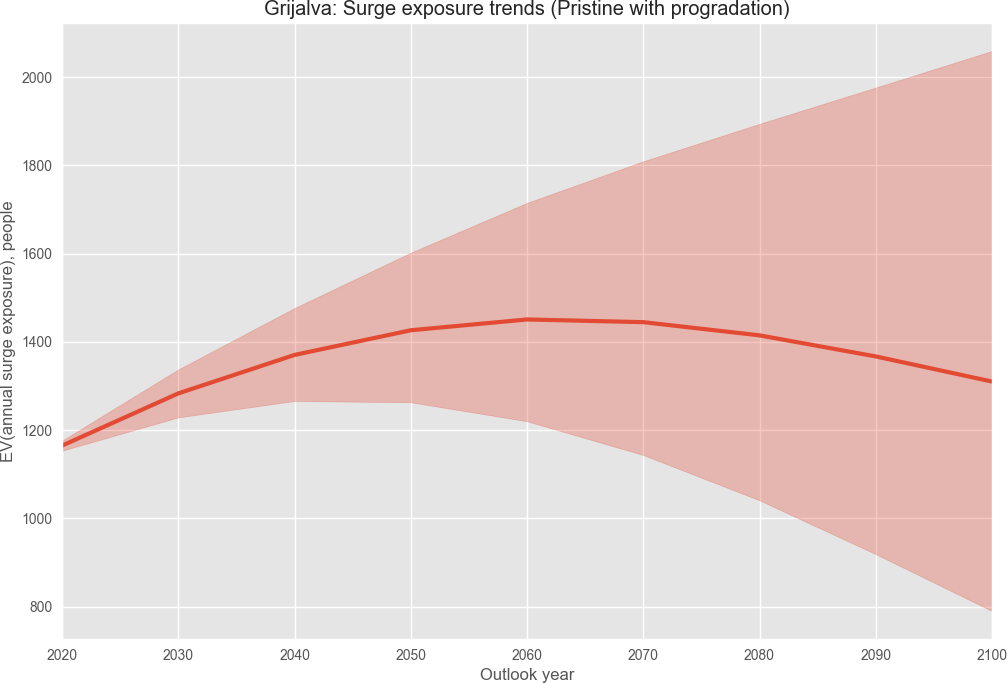 Grijalva: Surge exposure trends (Pristine with progradation)
EV(annual surge exposure), people
2000
1800
1600
1400
1200
1000
800
2020 2030 2040 2050 2060 2070 2080 2090 2100
Outlook year